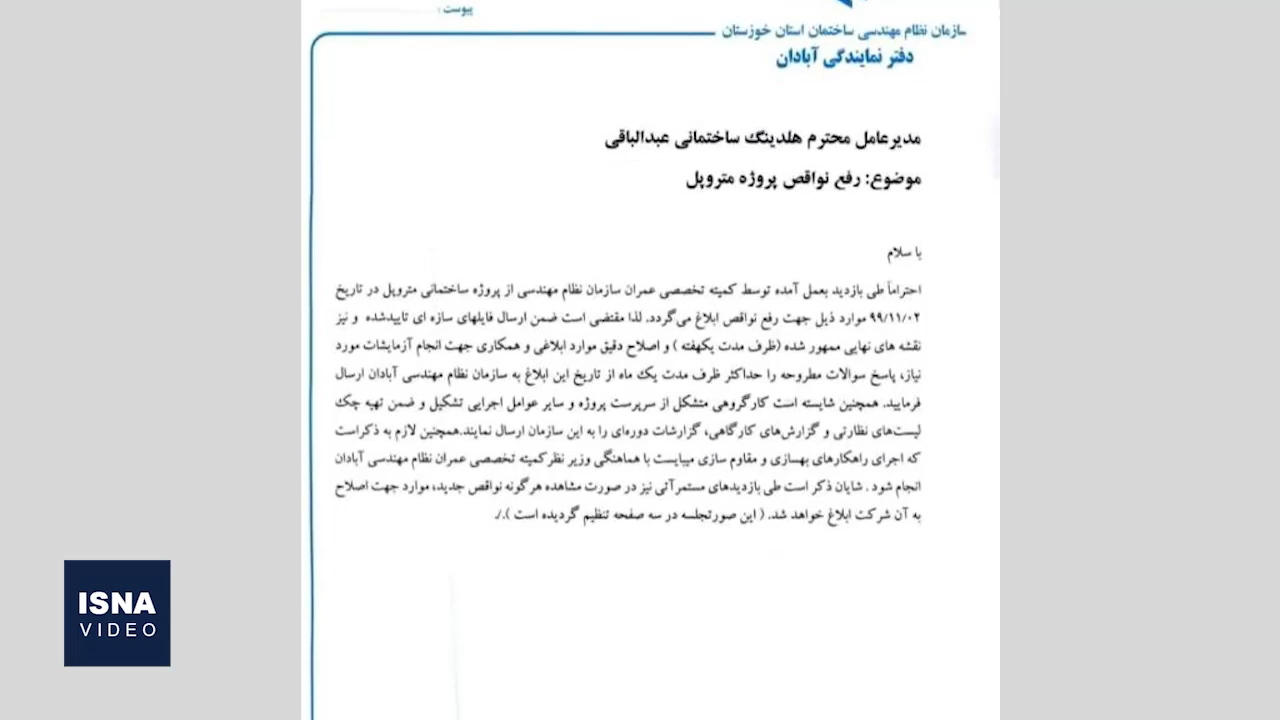 پیوست :
سازمان نظام مهندسی ساختمان استان خوزستان
دفتر نمایندگی آبادان
مدیرعامل محترم هلدینگ ساختمانی عبدالباقی
موضوع: رفع نواقص پروژه متروپل
با سلام
احتراماً طی بازدید بعمل آمده توسط کمیته تخصصی عمران سازمان نظام مهندسی از پروژه ساختمانی متروپل در تاریخ
۹۹/۱۱/۰۲ موارد ذیل جهت رفع نواقص ابلاغ می‌گردد. لذا مقتضی است ضمن ارسال فایلهای سازه ای تاییدشده و نیز
نقشه های نهایی ممهور شده (ظرف مدت یکهفته ) و اصلاح دقیق موارد ابلاغی و همکاری جهت انجام آزمایشات مورد
نیاز، پاسخ سوالات مطروحه را حداکثر ظرف مدت یک ماه از تاریخ این ابلاغ به سازمان نظام مهندسی آبادان ارسال
فرمایید. همچنین شایسته است کارگروهی متشکل از سرپرست پروژه و سایر عوامل اجرایی تشکیل و ضمن تهیه چک
لیست‌های نظارتی و گزارش‌های کارگاهی، گزارشات دوره‌ای را به این سازمان ارسال نمایند.همچنین لازم به ذکراست
که اجرای راهکارهای بهسازی و مقاوم سازی میبایست با هماهنگی وزیر نظرکمیته تخصصی عمران نظام مهندسی آبادان
انجام شود . شایان ذکر است طی بازدیدهای مستمرآتی نیز در صورت مشاهده هرگونه نواقص جدید، موارد جهت اصلاح
به آن شرکت ابلاغ خواهد شد. ( این صورتجلسه در سه صفحه تنظیم گردیده است )./.
ISNA
VIDEO